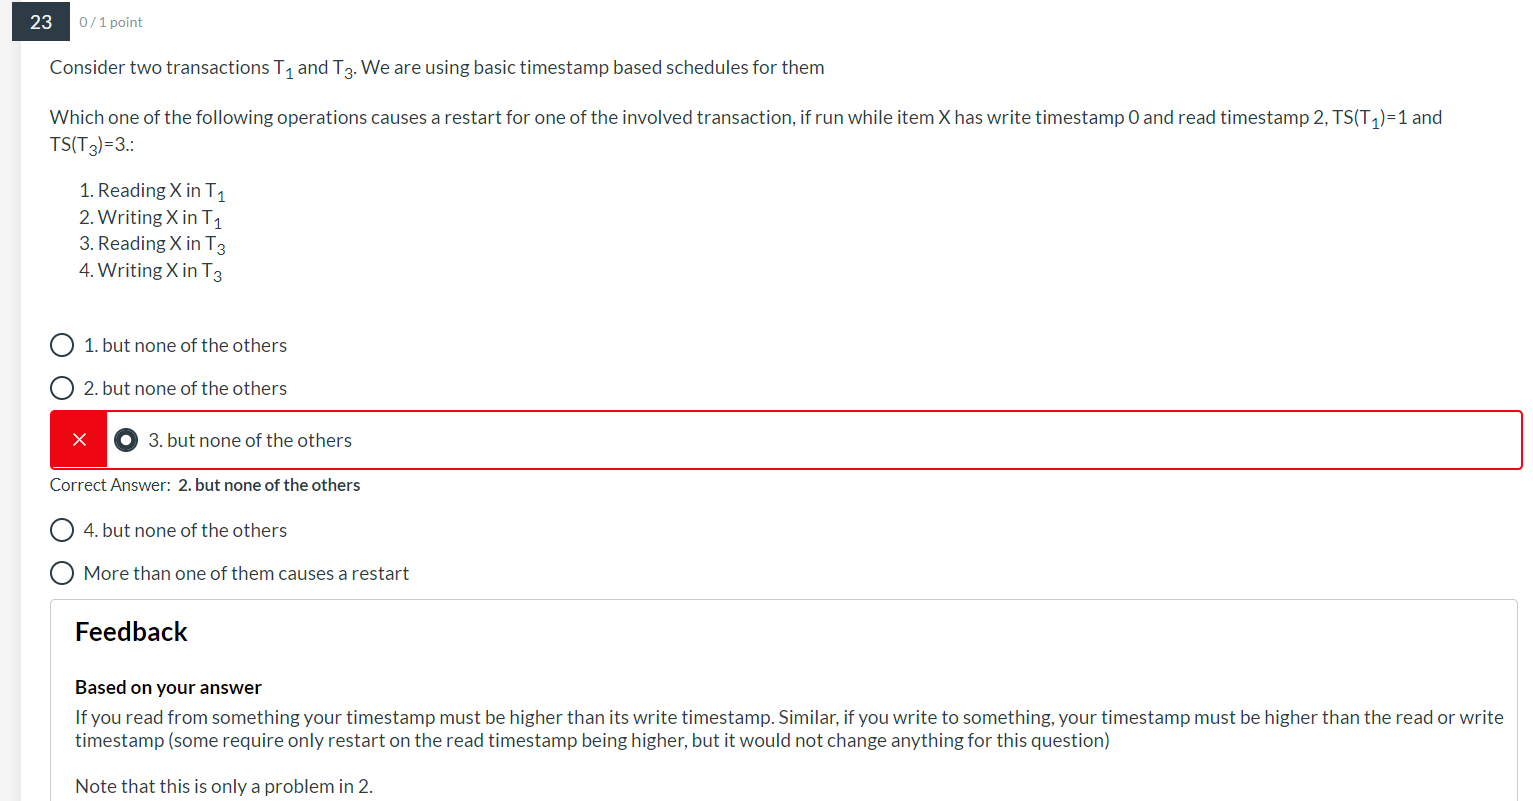 23 0 / 1 point
Consider two transactions T1 and T3. We are using basic timestamp based schedules for them
Which one of the following operations causes a restart for one of the involved transaction, if run while item X has write timestamp 0 and read timestamp 2, TS(T1)=1 and
TS(T3)=3.:
1. Reading X in T1
2. Writing X in T1
3. Reading X in T3
4. Writing X in T3
1. but none of the others
2. but none of the others
3. but none of the others
Correct Answer: 2. but none of the others
4. but none of the others
More than one of them causes a restart
Feedback
Based on your answer
If you read from something your timestamp must be higher than its write timestamp. Similar, if you write to something, your timestamp must be higher than the read or write
timestamp (some require only restart on the read timestamp being higher, but it would not change anything for this question)
Note that this is only a problem in 2.